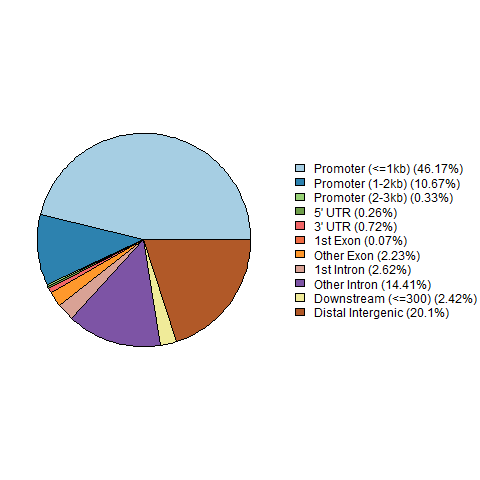 Promoter (<=1kb) (46.17%)
Promoter (1-2kb) (10.67%)
Promoter (2-3kb) (0.33%)
5' UTR (0.26%)
3' UTR (0.72%)
1st Exon (0.07%)
Other Exon (2.23%)
1st Intron (2.62%)
Other Intron (14.41%)
Downstream (<=300) (2.42%)
Distal Intergenic (20.1%)